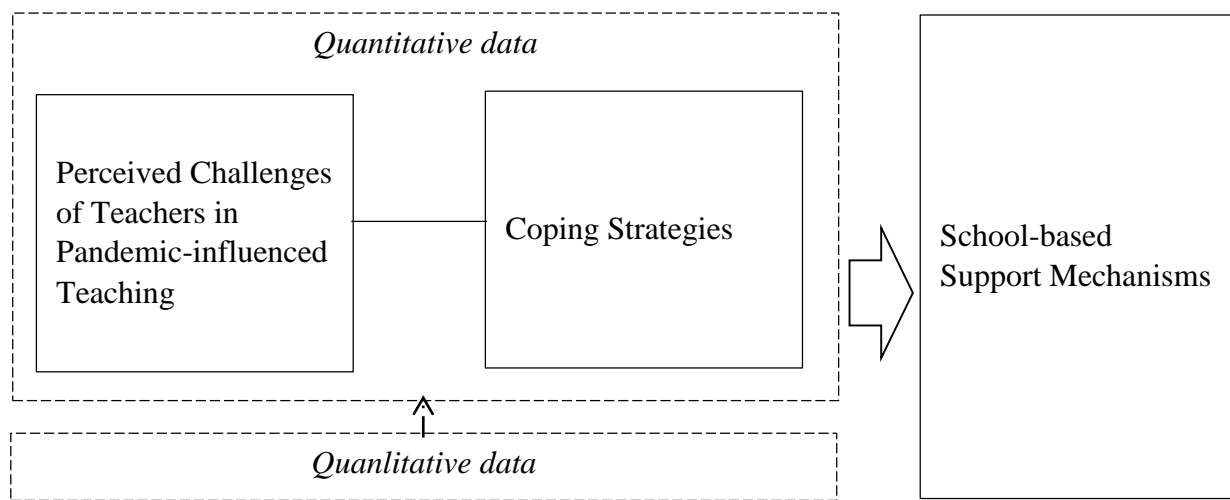 Quantitative data
Perceived Challenges
of Teachers in
Pandemic-influenced
Teaching
Coping Strategies
School-based
Support Mechanisms
Quanlitative data